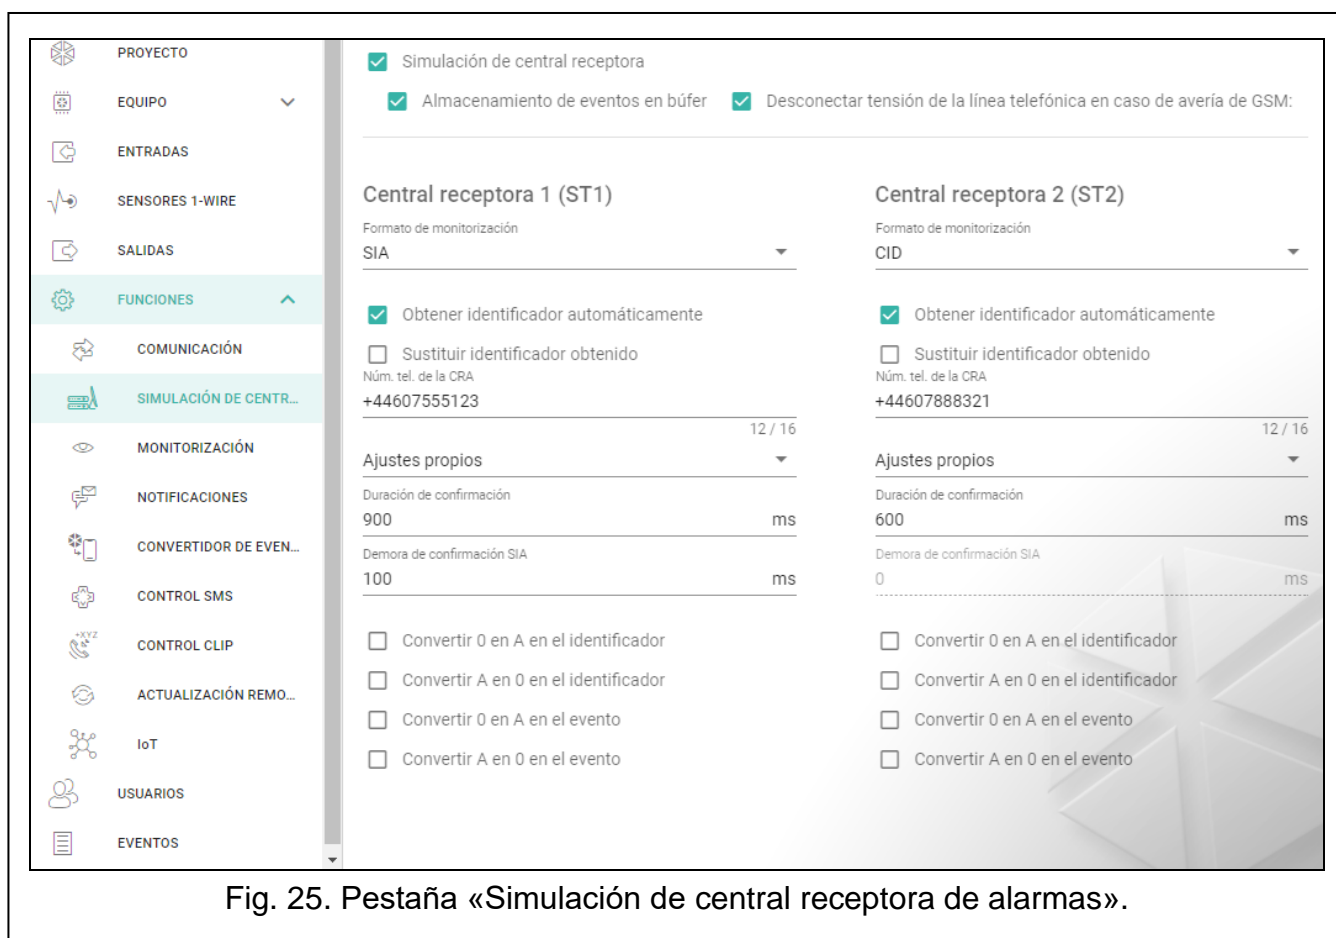 PROYECTO
EQUIPO
ENTRADAS
SENSORES 1-WIRE
SALIDAS
FUNCIONES
COMUNICACIÓN
SIMULACIÓN DE CENTR...
MONITORIZACIÓN
NOTIFICACIONES
CONVERTIDOR DE EVEN...
CONTROL SMS
+XYZ
CONTROL CLIP
ACTUALIZACIÓN REMO...
IoT
USUARIOS
EVENTOS
Simulación de central receptora
Almacenamiento de eventos en búfer
Desconectar tensión de la línea telefónica en caso de avería de GSM:
Central receptora 1 (ST1)
Formato de monitorización
SIA
Obtener identificador automáticamente
Sustituir identificador obtenido
Núm. tel. de la CRA
+44607555123
12 / 16
Ajustes propios
Duración de confirmación
900 ms
Demora de confirmación SIA
100 ms
Convertir 0 en A en el identificador
Convertir A en 0 en el identificador
Convertir 0 en A en el evento
Convertir A en 0 en el evento
Central receptora 2 (ST2)
Formato de monitorización
CID
Obtener identificador automáticamente
Sustituir identificador obtenido
Núm. tel. de la CRA
+44607888321
12 / 16
Ajustes propios
Duración de confirmación
600 ms
Demora de confirmación SIA
0 ms
Convertir 0 en A en el identificador
Convertir A en 0 en el identificador
Convertir 0 en A en el evento
Convertir A en 0 en el evento
Fig. 25. Pestaña «Simulación de central receptora de alarmas».